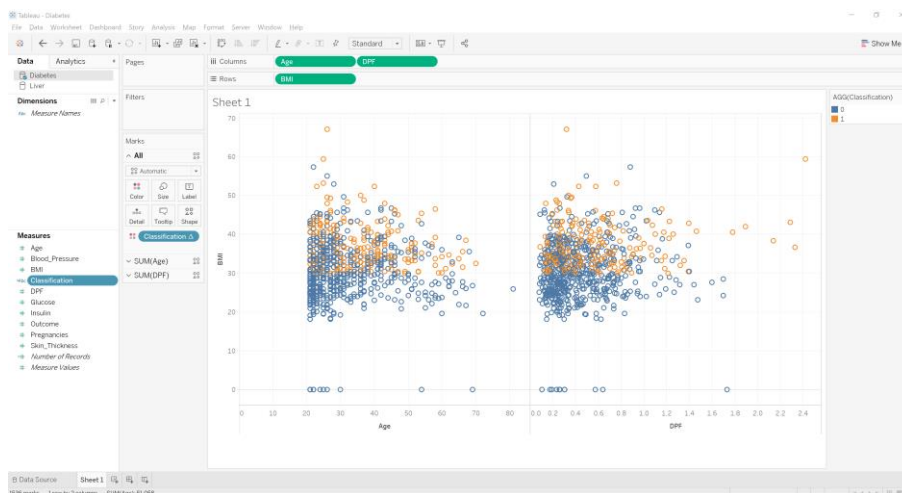 Tableau - Diabetes
File Data Worksheet Dashboard Story Analysis Map Format Server Window Help
Standard
Show Me
Data Analytics
Diabetes
Liver
Dimensions
Measure Names
Measures
Age
Blood_Pressure
BMI
Classification
DPF
Glucose
Insulin
Outcome
Pregnancies
Skin_Thickness
Number of Records
Measure Values
Pages
Filters
Marks
All
Automatic
Color Size Label
Detail Tooltip Shape
Classification Δ
SUM(Age)
SUM(DPF)
Columns Age DPF
Rows BMI
Sheet 1
70
60
50
40
30
20
10
0
BMI
0 10 20 30 40 50 60 70 80 0.0 0.2 0.4 0.6 0.8 1.0 1.2 1.4 1.6 1.8 2.0 2.2 2.4
Age DPF
AGG(Classification)
0
1
Data Source Sheet 1